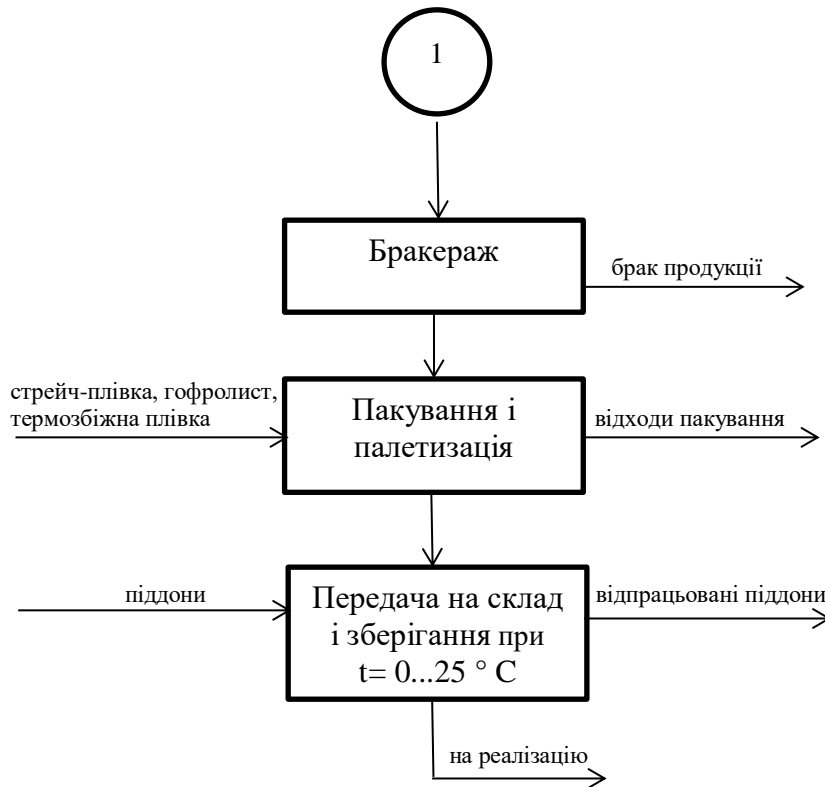 1
Бракераж
брак продукції
стрейч-плівка, гофролист,
термозбіжна плівка
Пакування і
палетизація
відходи пакування
піддони
Передача на склад
і зберігання при
t= 0...25 ° С
відпрацьовані піддони
на реалізацію